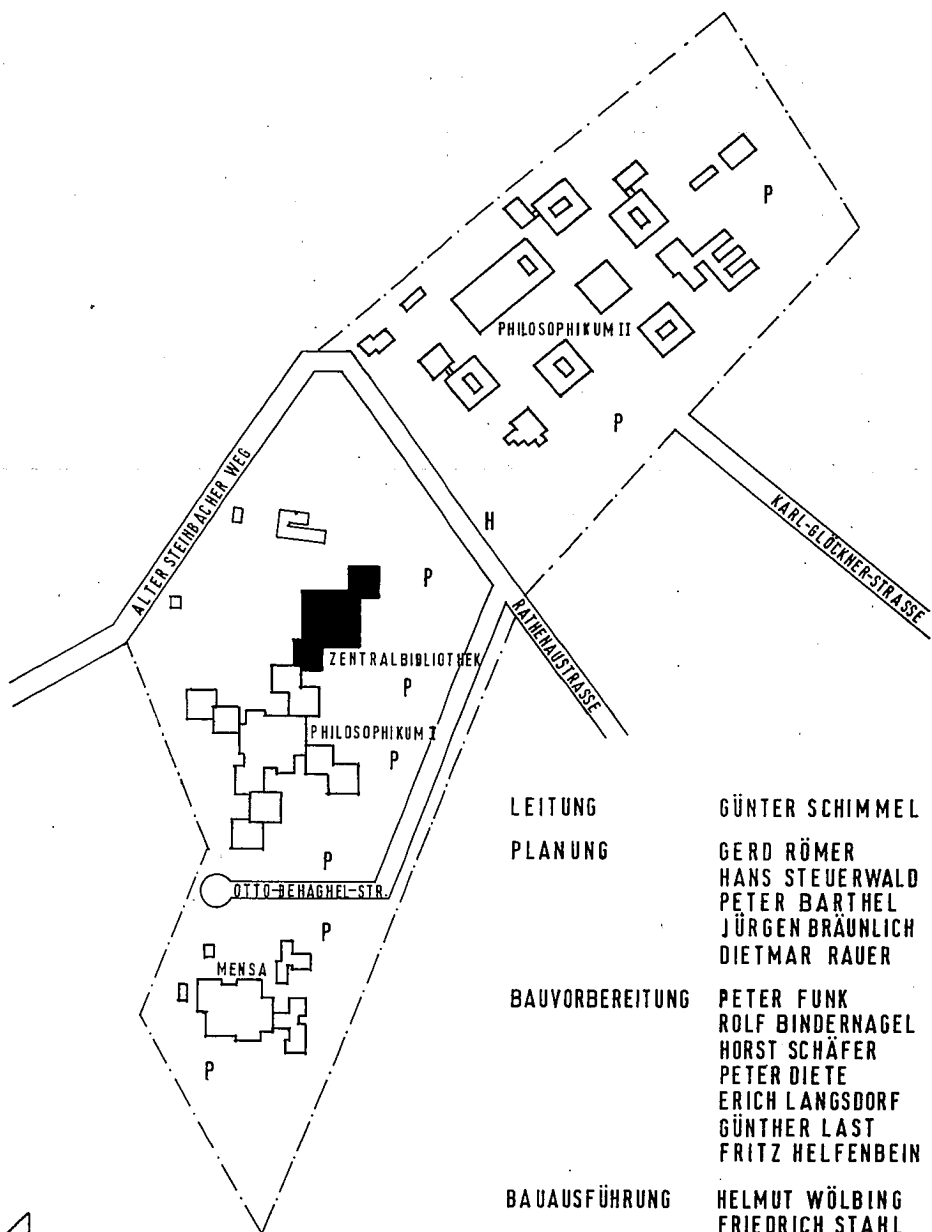 P
PHILOSOPHIKUM II
P
H
ALTER STEINBACHER WEG
KARL-GLÖCKNER-STRASSE
RATHENAUSTRASSE
P
ZENTRALBIBLIOTHEK
P
PHILOSOPHIKUM I
P
P
OTTO-BEHAGHEL-STR.
P
MENSA
P
LEITUNG GÜNTER SCHIMMEL
PLANUNG GERD RÖMER
HANS STEUERWALD
PETER BARTHEL
JÜRGEN BRÄUNLICH
DIETMAR RAUER
BAUVORBEREITUNG PETER FUNK
ROLF BINDERNAGEL
HORST SCHÄFER
PETER DIETE
ERICH LANGSDORF
GÜNTHER LAST
FRITZ HELFENBEIN
BAUAUSFÜHRUNG HELMUT WÖLBING
FRIEDRICH STAHL